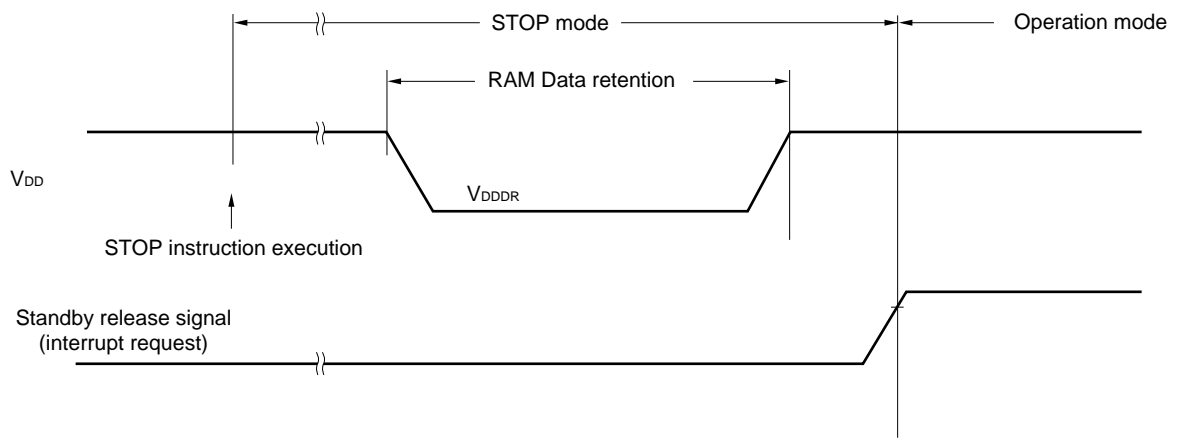 STOP mode
Operation mode
RAM Data retention
VDD
VDDDR
STOP instruction execution
Standby release signal
(interrupt request)